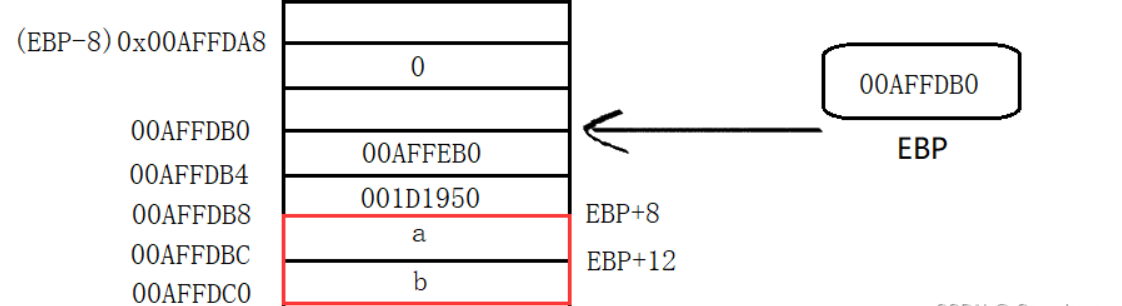 (EBP-8)0x00AFFDA8
0
00AFFDB0
00AFFDB0
EBP
00AFFEB0
00AFFDB4
001D1950
00AFFDB8
EBP+8
a
00AFFDBC
EBP+12
b
00AFFDC0